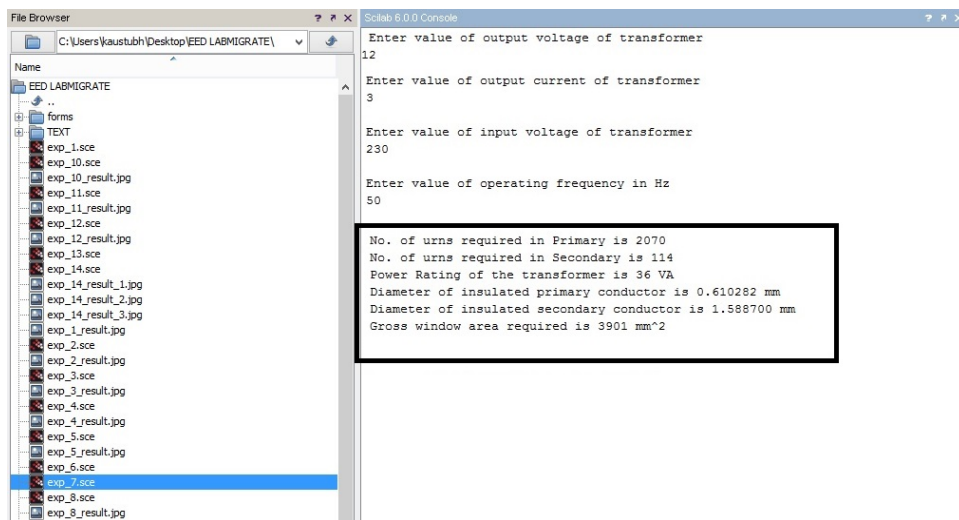 File Browser
C:\Users\kaustubh\Desktop\EED LABMIGRATE\
Name
EED LABMIGRATE
..
forms
TEXT
exp_1.sce
exp_10.sce
exp_10_result.jpg
exp_11.sce
exp_11_result.jpg
exp_12.sce
exp_12_result.jpg
exp_13.sce
exp_14.sce
exp_14_result_1.jpg
exp_14_result_2.jpg
exp_14_result_3.jpg
exp_1_result.jpg
exp_2.sce
exp_2_result.jpg
exp_3.sce
exp_3_result.jpg
exp_4.sce
exp_4_result.jpg
exp_5.sce
exp_5_result.jpg
exp_6.sce
exp_7.sce
exp_8.sce
exp_8_result.jpg
Scilab 6.0.0 Console
Enter value of output voltage of transformer
12
Enter value of output current of transformer
3
Enter value of input voltage of transformer
230
Enter value of operating frequency in Hz
50
No. of urns required in Primary is 2070
No. of urns required in Secondary is 114
Power Rating of the transformer is 36 VA
Diameter of insulated primary conductor is 0.610282 mm
Diameter of insulated secondary conductor is 1.588700 mm
Gross window area required is 3901 mm^2